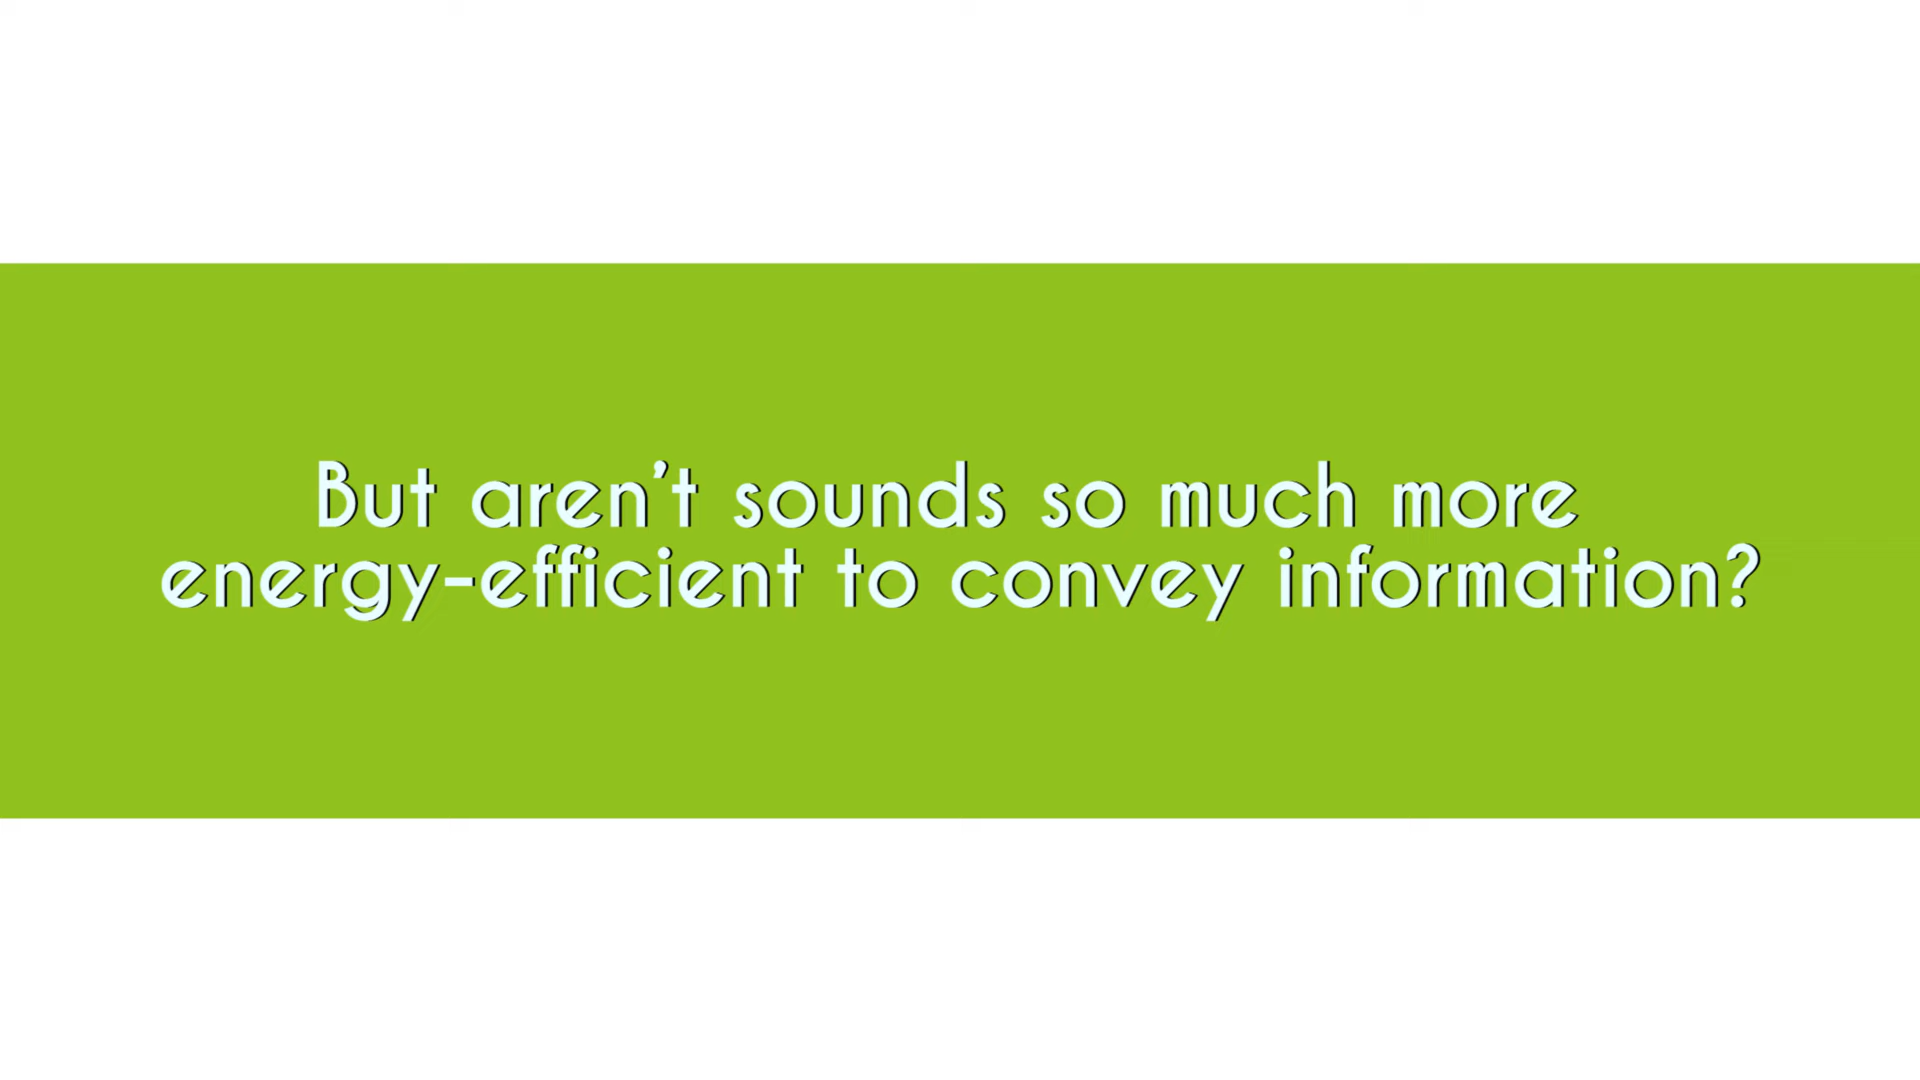 But aren't sounds so much more
energy-efficient to convey information?